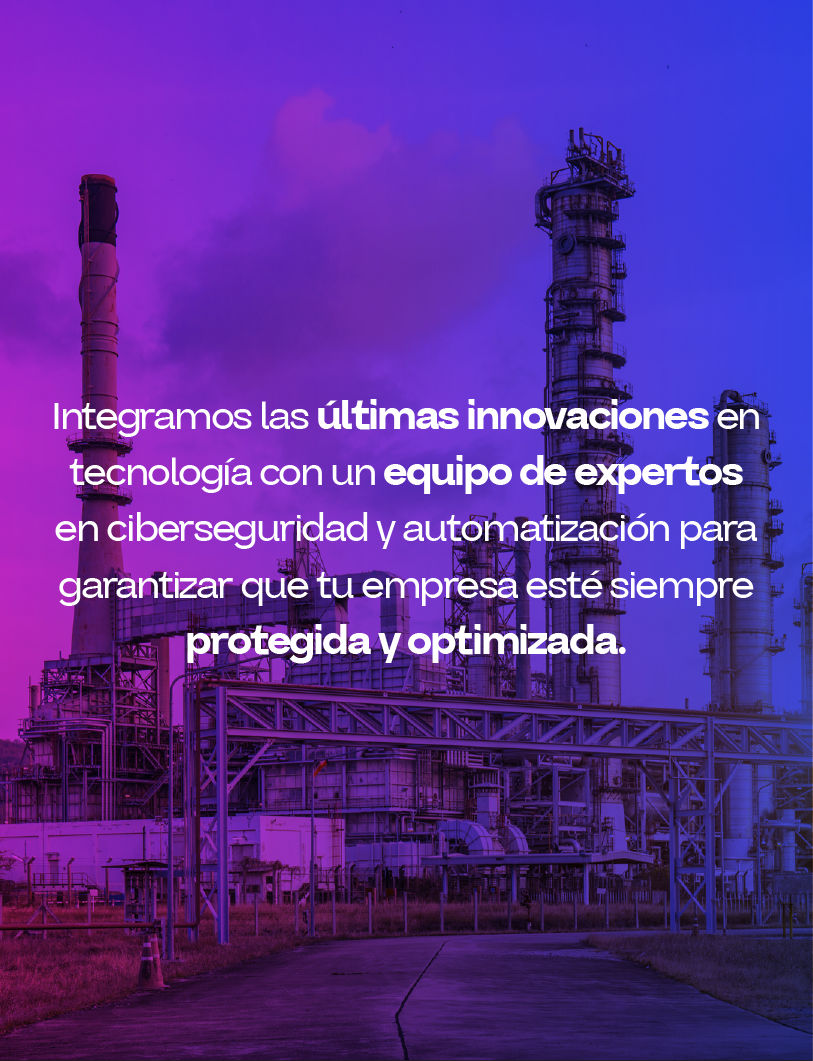 Integramos las últimas innovaciones en
tecnología con un equipo de expertos
en ciberseguridad y automatización para
garantizar que tu empresa esté siempre
protegida y optimizada.